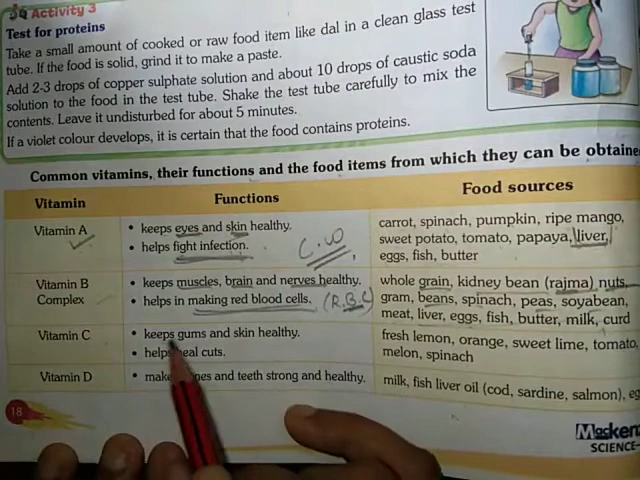 Activity 3
Test for proteins
Take a small amount of cooked or raw food item like dal in a clean glass test
tube. If the food is solid, grind it to make a paste.
Add 2-3 drops of copper sulphate solution and about 10 drops of caustic soda
solution to the food in the test tube. Shake the test tube carefully to mix the
contents. Leave it undisturbed for about 5 minutes.
If a violet colour develops, it is certain that the food contains proteins.
Common vitamins, their functions and the food items from which they can be obtaine
Vitamin
Functions
Food sources
Vitamin A
• keeps eyes and skin healthy.
• helps fight infection.
C.W
carrot, spinach, pumpkin, ripe mango,
sweet potato, tomato, papaya, liver,
eggs, fish, butter
Vitamin B
Complex
• keeps muscles, brain and nerves healthy.
• helps in making red blood cells.
(R.B.C)
whole grain, kidney bean (rajma) nuts,
gram, beans, spinach, peas, soyabean,
meat, liver, eggs, fish, butter, milk, curd
Vitamin C
• keeps gums and skin healthy.
• helps heal cuts.
fresh lemon, orange, sweet lime, tomato,
melon, spinach
Vitamin D
• make nes and teeth strong and healthy.
milk, fish liver oil (cod, sardine, salmon), eg
18
SCIENCE-